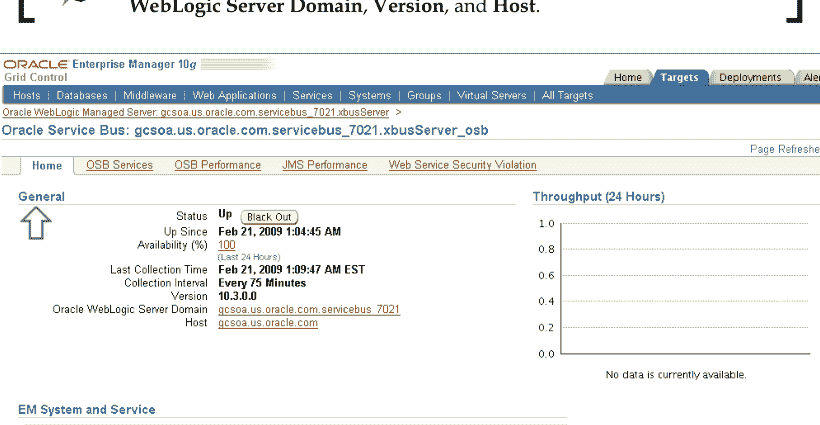 WebLogic Server Domain, Version, and Host.
ORACLE Enterprise Manager 10g
Grid Control
Home Targets Deployments
Hosts | Databases | Middleware | Web Applications | Services | Systems | Groups | Virtual Servers | All Targets
Oracle WebLogic Managed Server: gcsoa.us.oracle.com.servicebus_7021.xbusServer >
Oracle Service Bus: gcsoa.us.oracle.com.servicebus_7021.xbusServer_osb
Page Refreshe
Home OSB Services OSB Performance JMS Performance Web Service Security Violation
General
Status Up Black Out
Up Since Feb 21, 2009 1:04:45 AM
Availability (%) 100
(Last 24 Hours)
Last Collection Time Feb 21, 2009 1:09:47 AM EST
Collection Interval Every 75 Minutes
Version 10.3.0.0
Oracle WebLogic Server Domain gcsoa.us.oracle.com.servicebus_7021
Host gcsoa.us.oracle.com
Throughput (24 Hours)
1.0
0.8
0.6
0.4
0.2
0.0
No data is currently available.
EM System and Service